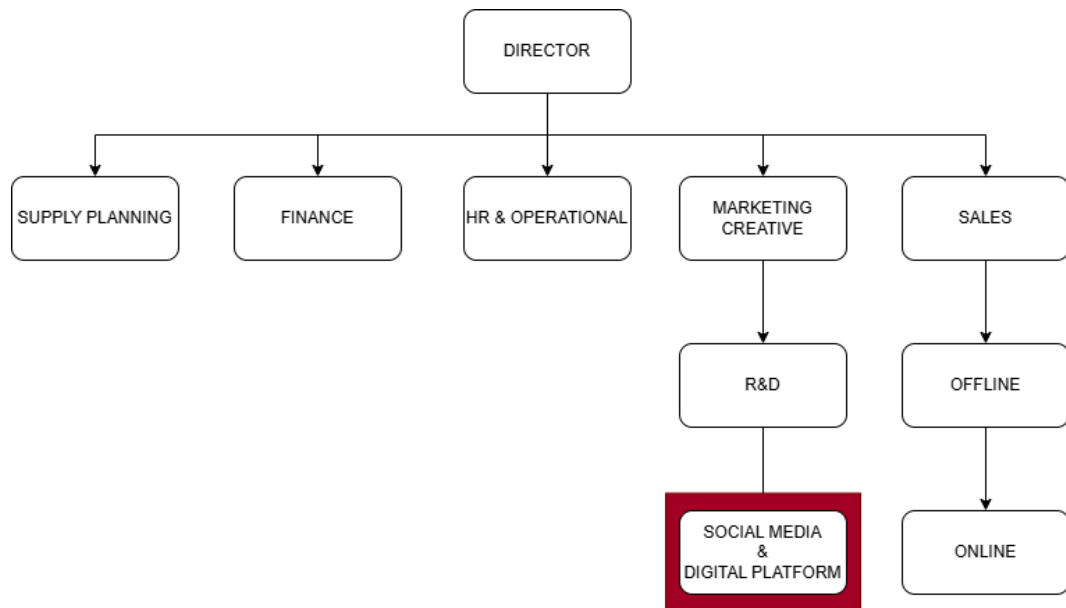 DIRECTOR
SUPPLY PLANNING
FINANCE
HR & OPERATIONAL
MARKETING
CREATIVE
SALES
R&D
OFFLINE
SOCIAL MEDIA
&
DIGITAL PLATFORM
ONLINE